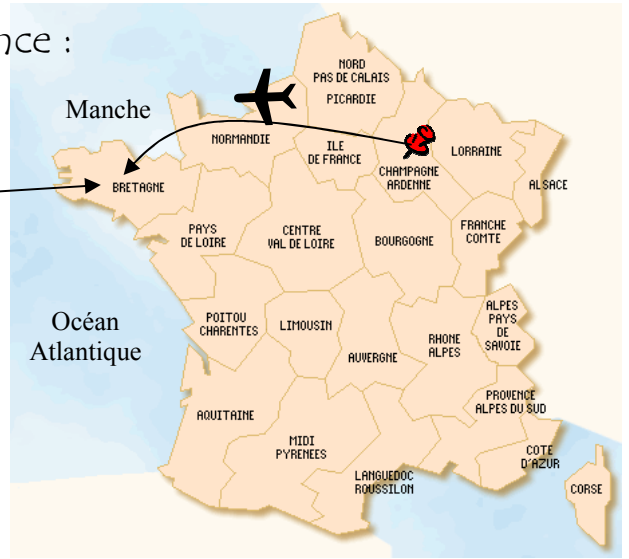 nce :
NORD
PAS DE CALAIS
PICARDIE
Manche
NORMANDIE
ILE
DE FRANCE
CHAMPAGNE
ARDENNE
LORRAINE
ALSACE
BRETAGNE
PAYS
DE LOIRE
CENTRE
VAL DE LOIRE
BOURGOGNE
FRANCHE
COMTE
Océan
Atlantique
POITOU
CHARENTES
LIMOUSIN
AUVERGNE
RHONE
ALPES
ALPES
PAYS
DE
SAVOIE
AQUITAINE
MIDI
PYRENEES
LANGUEDOC
ROUSSILON
PROVENCE
ALPES DU SUD
COTE
D'AZUR
CORSE